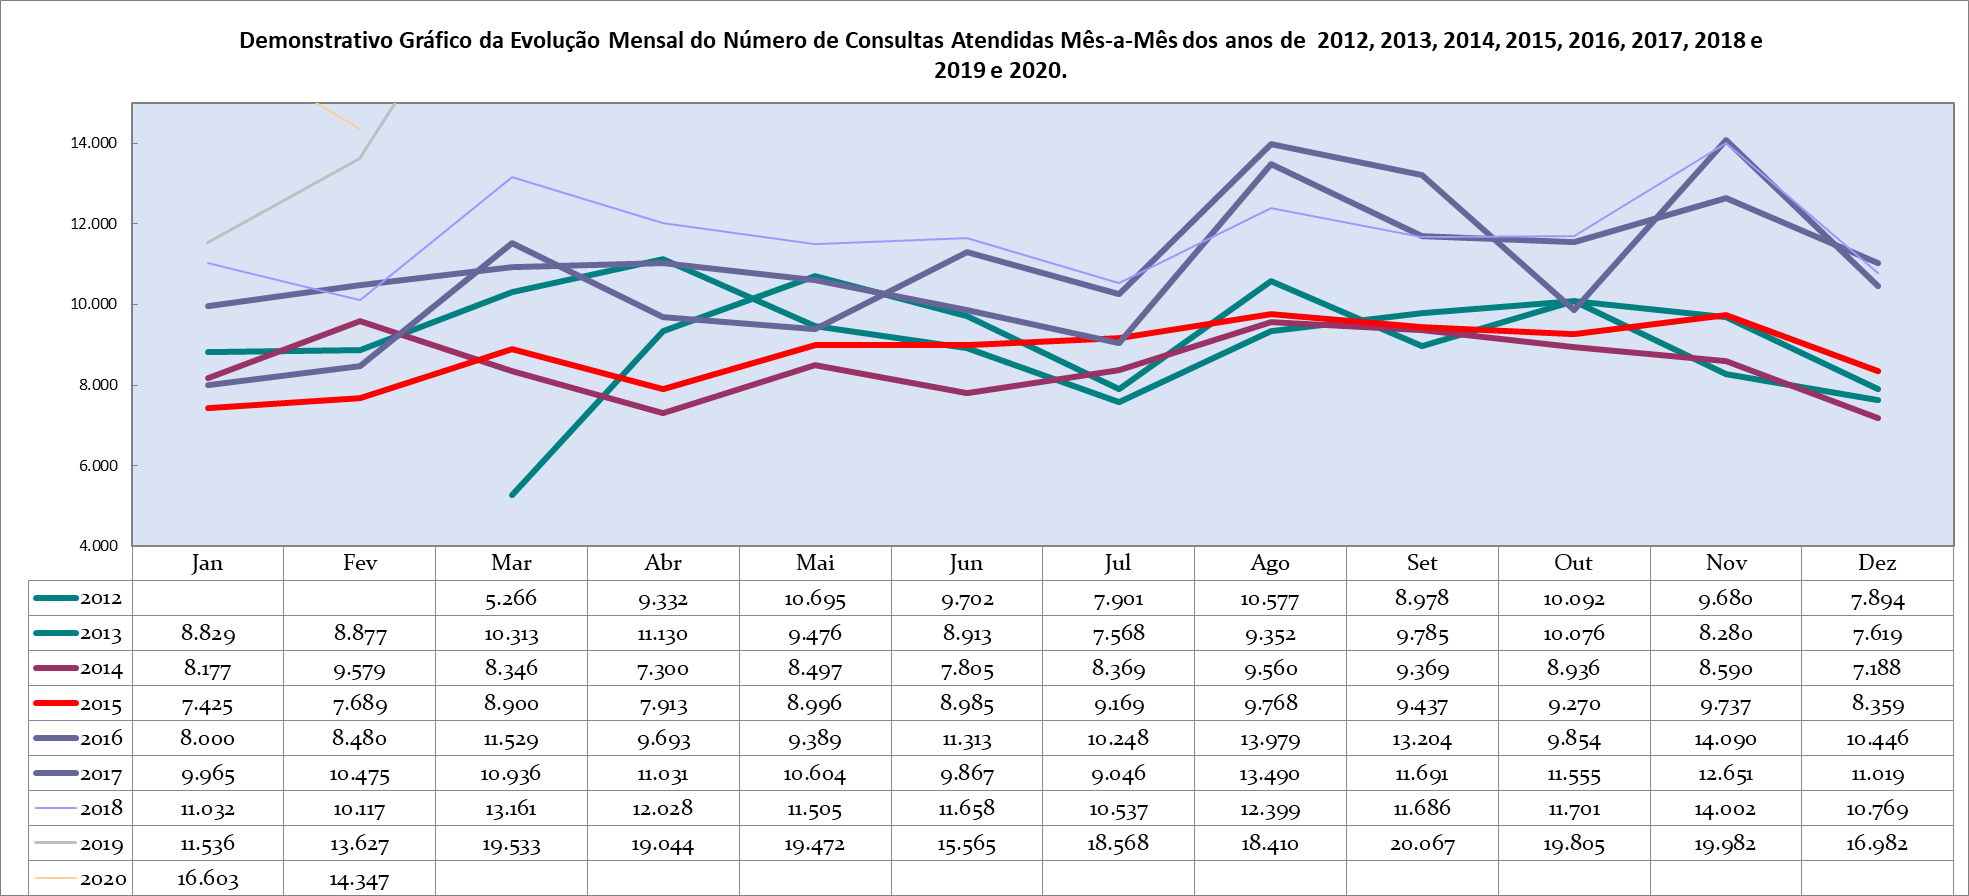 Demonstrativo Gráfico da Evolução Mensal do Número de Consultas Atendidas Mês-a-Mês dos anos de 2012, 2013, 2014, 2015, 2016, 2017, 2018 e
2019 e 2020.
14.000
12.000
10.000
8.000
6.000
4.000
Jan Fev Mar Abr Mai Jun Jul Ago Set Out Nov Dez
2012 5.266 9.332 10.695 9.702 7.901 10.577 8.978 10.092 9.680 7.894
2013 8.829 8.877 10.313 11.130 9.476 8.913 7.568 9.352 9.785 10.076 8.280 7.619
2014 8.177 9.579 8.346 7.300 8.497 7.805 8.369 9.560 9.369 8.936 8.590 7.188
2015 7.425 7.689 8.900 7.913 8.996 8.985 9.169 9.768 9.437 9.270 9.737 8.359
2016 8.000 8.480 11.529 9.693 9.389 11.313 10.248 13.979 13.204 9.854 14.090 10.446
2017 9.965 10.475 10.936 11.031 10.604 9.867 9.046 13.490 11.691 11.555 12.651 11.019
2018 11.032 10.117 13.161 12.028 11.505 11.658 10.537 12.399 11.686 11.701 14.002 10.769
2019 11.536 13.627 19.533 19.044 19.472 15.565 18.568 18.410 20.067 19.805 19.982 16.982
2020 16.603 14.347